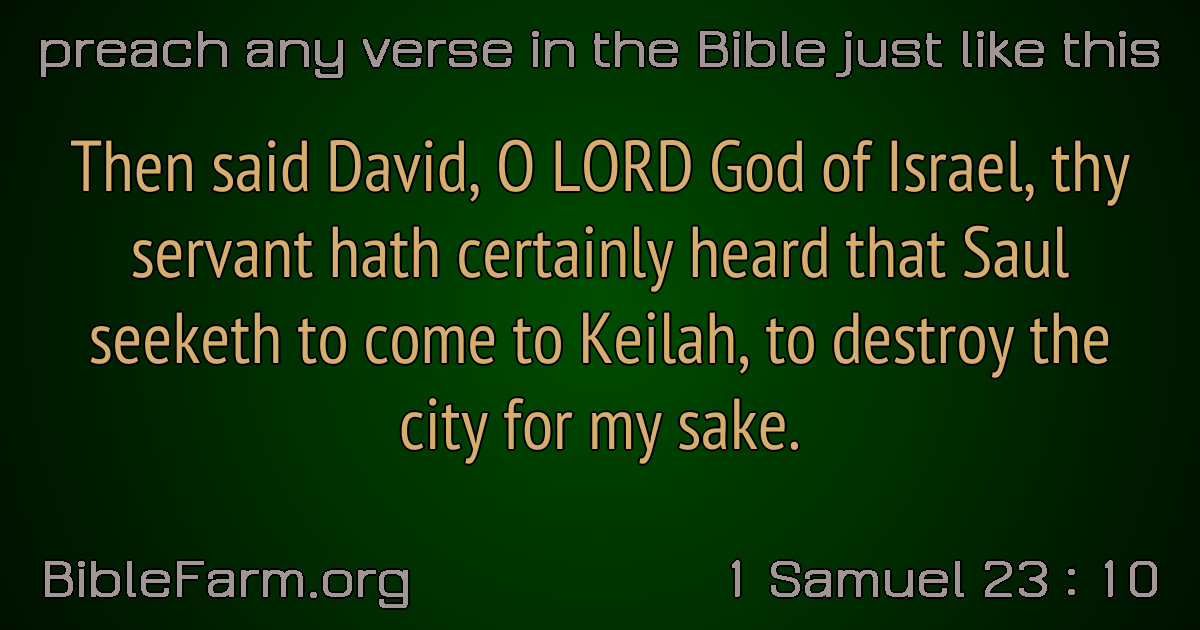 preach any verse in the Bible just like this
Then said David, O LORD God of Israel, thy
servant hath certainly heard that Saul
seeketh to come to Keilah, to destroy the
city for my sake.
BibleFarm.org
1 Samuel 23 : 10